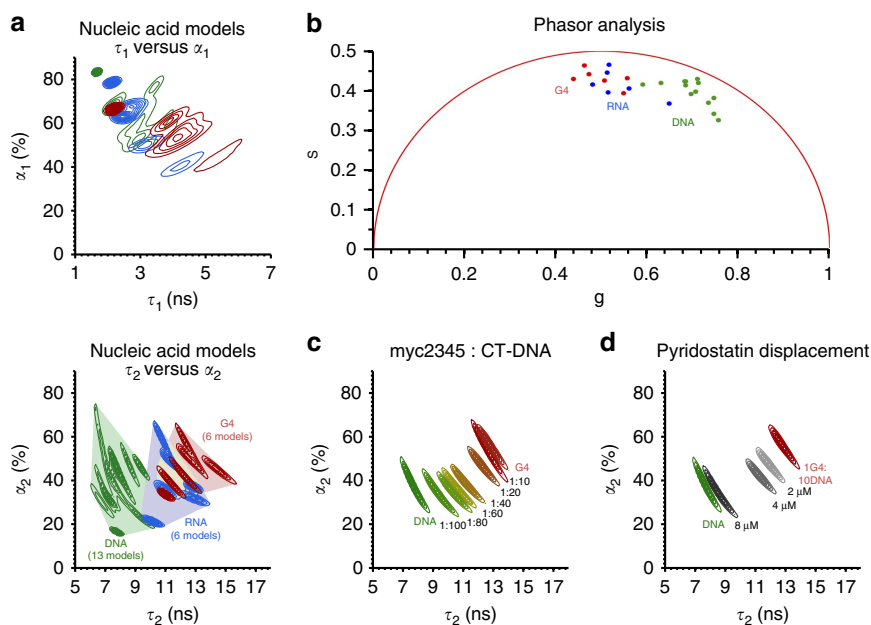 a
Nucleic acid models
τ1 versus α1
80
60
40
20
0
α1 (%)
1
3
5
7
τ1 (ns)
b
Phasor analysis
0.5
0.4
0.3
0.2
0.1
0
s
G4
RNA
DNA
0
0.2
0.4
0.6
0.8
1
g
Nucleic acid models
τ2 versus α2
80
60
40
20
0
α2 (%)
G4
(6 models)
RNA
(6 models)
DNA
(13 models)
5
7
9
11
13
15
17
τ2 (ns)
c
myc2345 : CT-DNA
80
60
40
20
0
α2 (%)
G4
1:10
1:20
1:40
1:60
1:80
1:100
DNA
5
7
9
11
13
15
17
τ2 (ns)
d
Pyridostatin displacement
80
60
40
20
0
α2 (%)
1G4:
10DNA
2 μM
4 μM
8 μM
DNA
5
7
9
11
13
15
17
τ2 (ns)